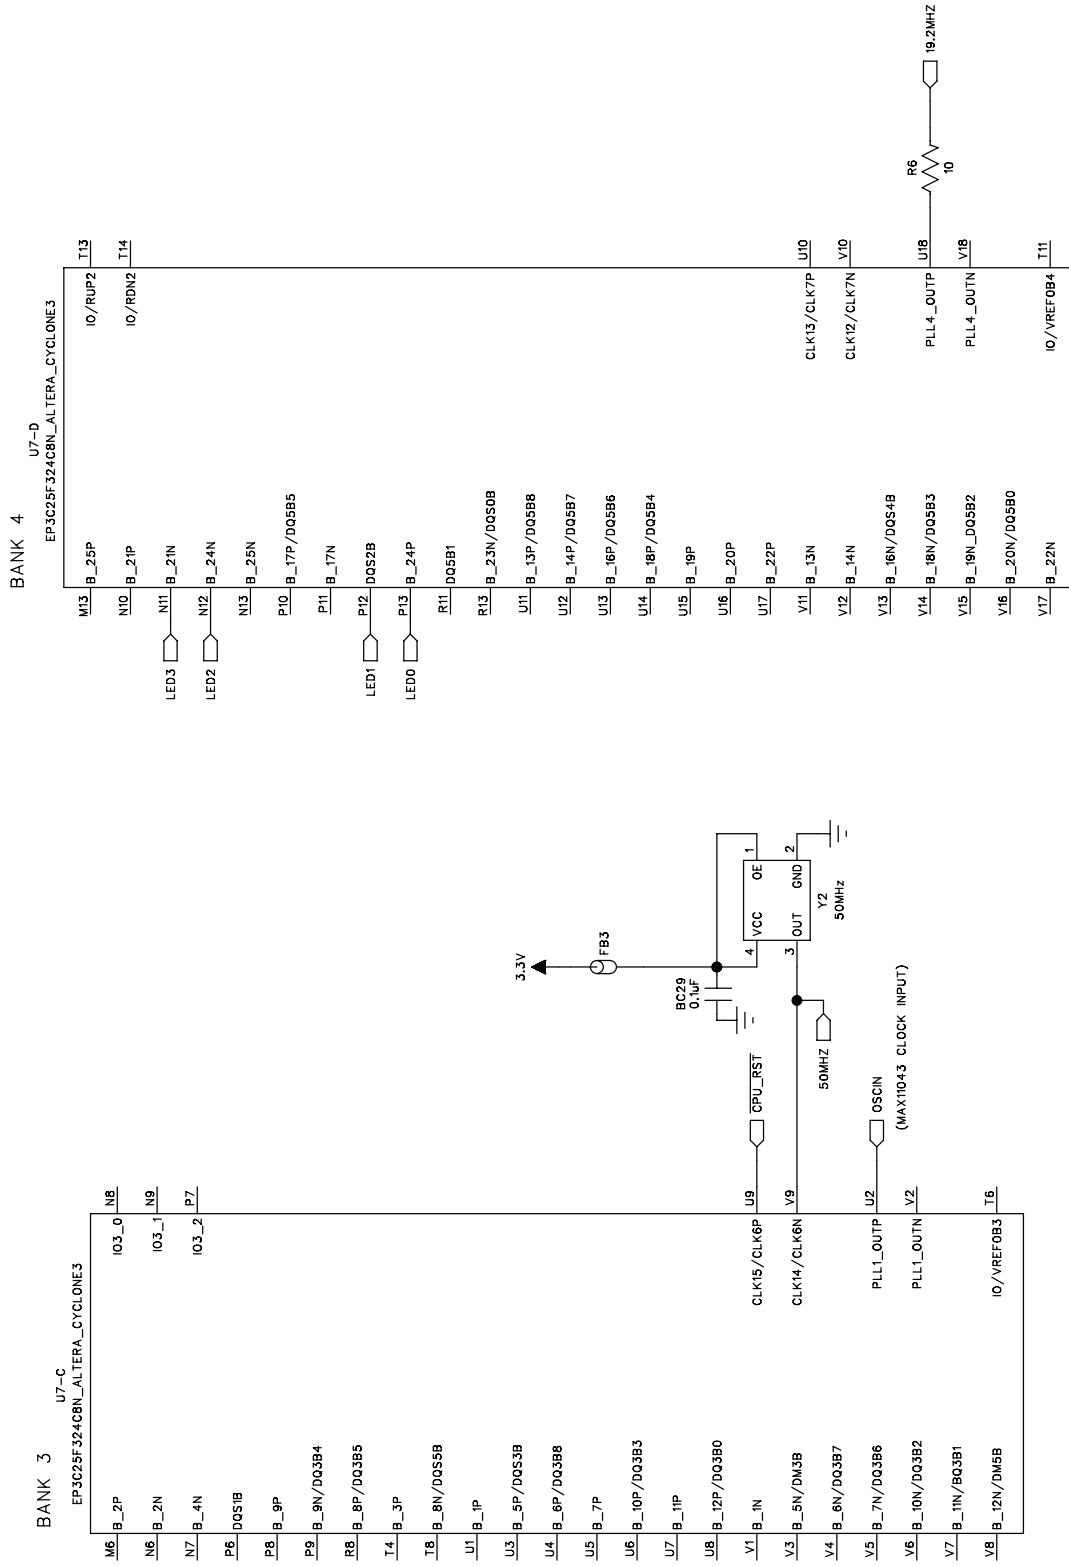 BANK 3
U7-C
EP3C25F324C8N_ALTERA_CYCLONE3
M6 B_2P
N6 B_2N
N7 B_4N
P6 DQS1B
P8 B_9P
P9 B_9N/DQ3B4
R8 B_8P/DQ3B5
T4 B_3P
T8 B_8N/DQS5B
U1 B_1P
U3 B_5P/DQS3B
U4 B_6P/DQ3B8
U5 B_7P
U6 B_10P/DQ3B3
U7 B_11P
U8 B_12P/DQ3B0
V1 B_1N
V3 B_5N/DM3B
V4 B_6N/DQ3B7
V5 B_7N/DQ3B6
V6 B_10N/DQ3B2
V7 B_11N/BQ3B1
V8 B_12N/DM5B
IO3_0 N8
IO3_1 N9
IO3_2 P7
CLK15/CLK6P U9
CPU_RST
CLK14/CLK6N V9
PLL1_OUTP U2
OSCIN
(MAX11043 CLOCK INPUT)
PLL1_OUTN V2
IO/VREFOB3 T6
50MHZ
BC29
0.1uF
3.3V
FB3
4 VCC
OE 1
3 OUT
GND 2
Y2
50MHz
BANK 4
U7-D
EP3C25F324C8N_ALTERA_CYCLONE3
M13 B_25P
N10 B_21P
LED3 N11 B_21N
LED2 N12 B_24N
N13 B_25N
P10 B_17P/DQ5B5
P11 B_17N
LED1 P12 DQS2B
LED0 P13 B_24P
R11 DQ5B1
R13 B_23N/DQS0B
U11 B_13P/DQ5B8
U12 B_14P/DQ5B7
U13 B_16P/DQ5B6
U14 B_18P/DQ5B4
U15 B_19P
U16 B_20P
U17 B_22P
V11 B_13N
V12 B_14N
V13 B_16N/DQS4B
V14 B_18N/DQ5B3
V15 B_19N_DQ5B2
V16 B_20N/DQ5B0
V17 B_22N
IO/RUP2 T13
IO/RDN2 T14
CLK13/CLK7P U10
CLK12/CLK7N V10
PLL4_OUTP U18
R6
10
19.2MHZ
PLL4_OUTN V18
IO/VREFOB4 T11